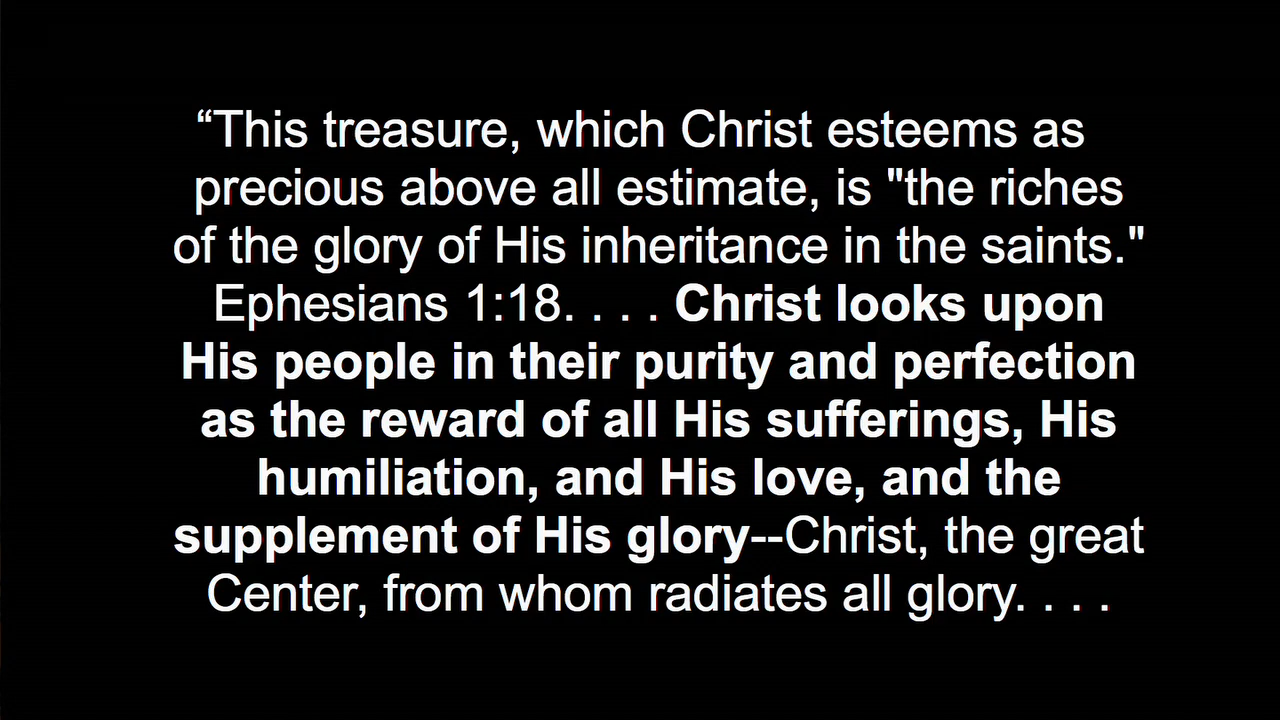 “This treasure, which Christ esteems as
precious above all estimate, is "the riches
of the glory of His inheritance in the saints."
Ephesians 1:18. . . . Christ looks upon
His people in their purity and perfection
as the reward of all His sufferings, His
humiliation, and His love, and the
supplement of His glory--Christ, the great
Center, from whom radiates all glory. . . .